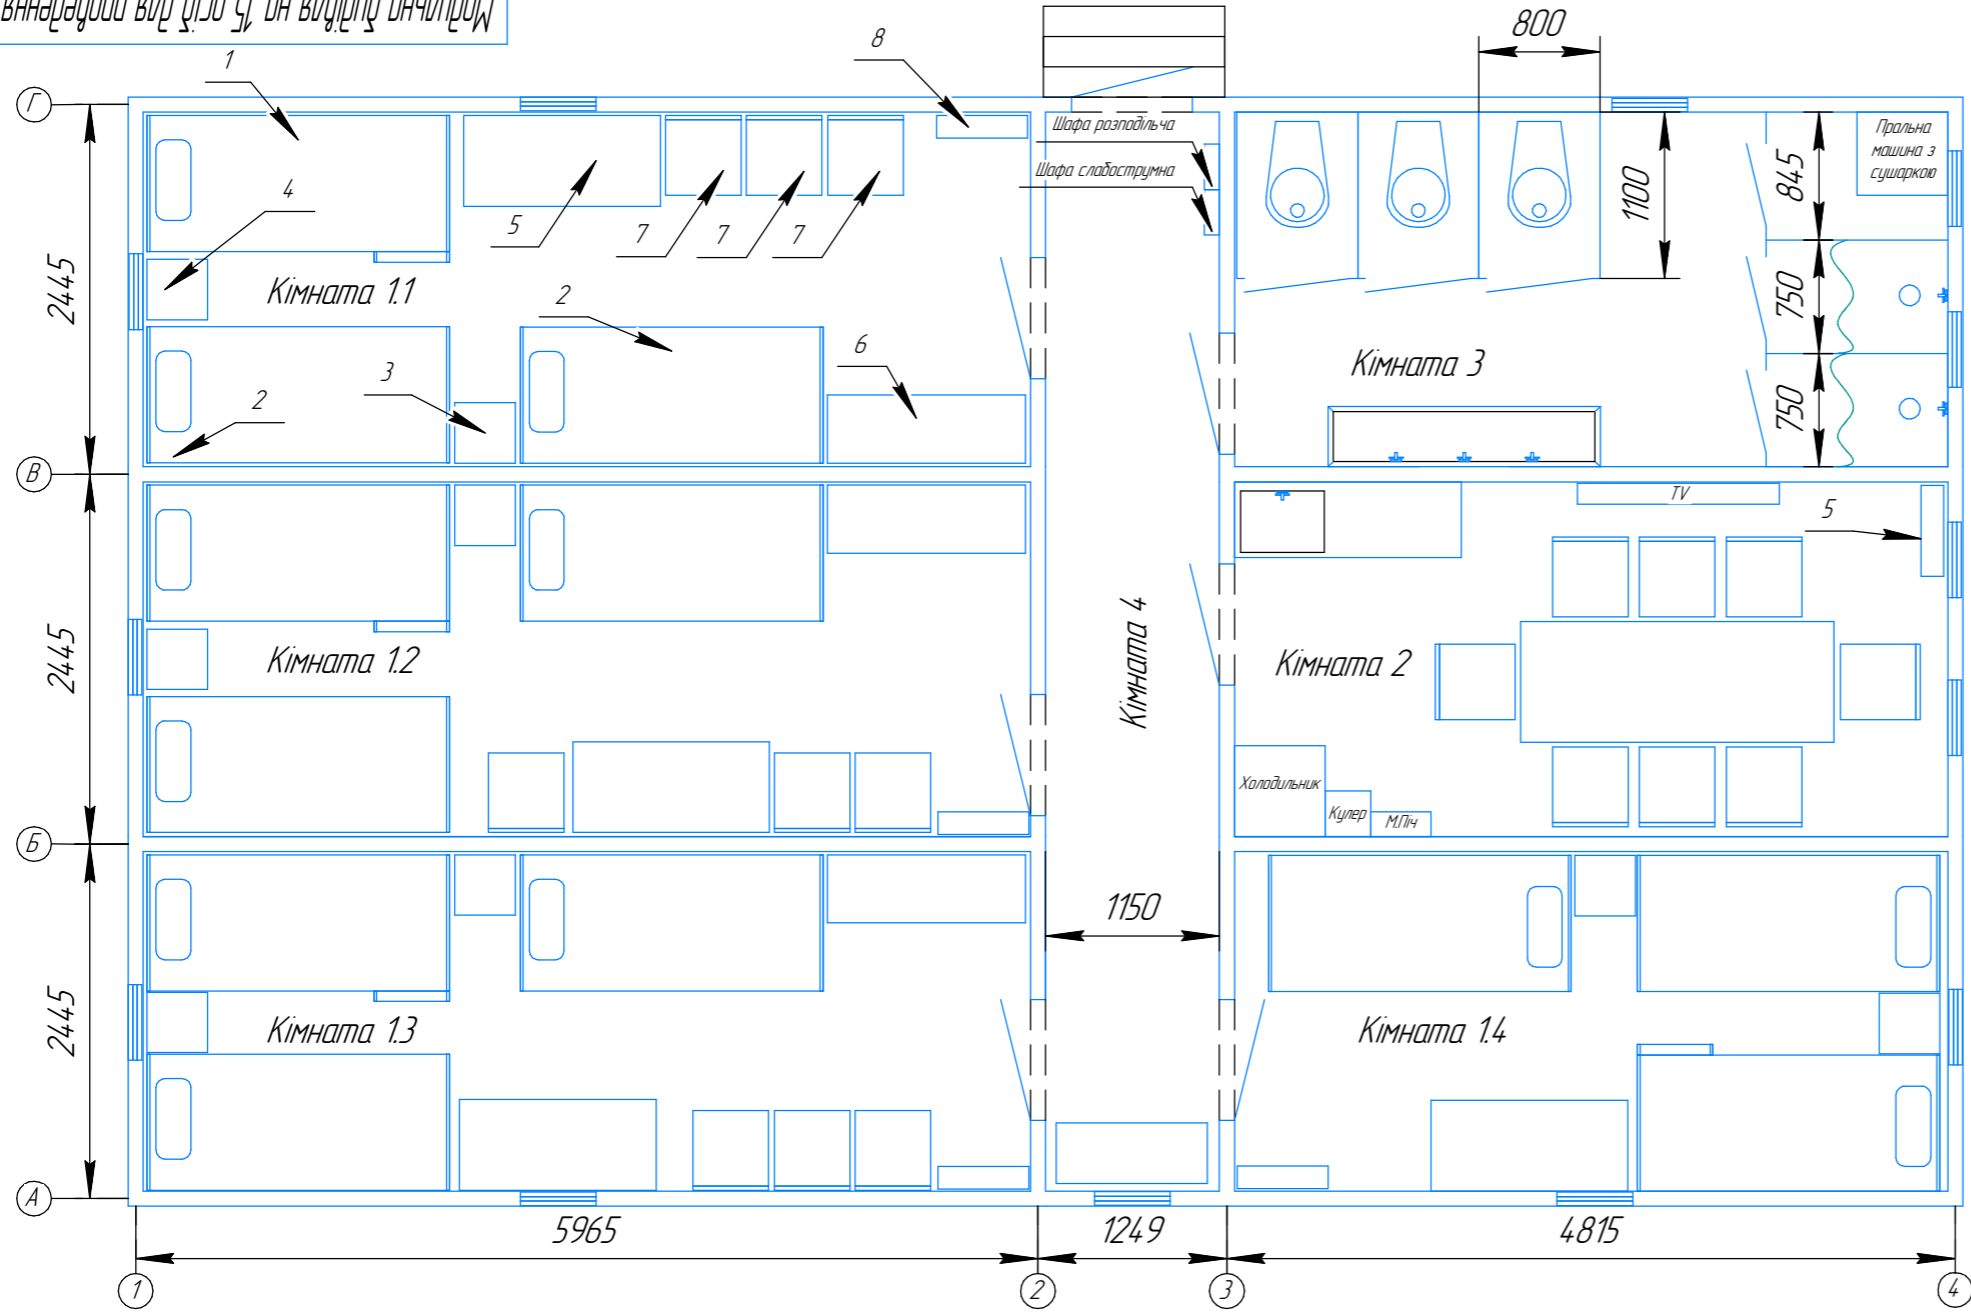 Модульна будівля на 15 осіб для проведення
800
1
8
Г
Шафа розподільча
Шафа слабострумна
Пральна
машина з
сушаркою
845
1100
4
5
7
7
7
2445
Кімната 1.1
2
750
Кімната 3
6
3
2
750
В
TV
5
2445
Кімната 1.2
Кімната 4
Кімната 2
Холодильник
Кулер
М.Піч
Б
1150
2445
Кімната 1.3
Кімната 1.4
А
5965
1249
4815
1
2
3
4